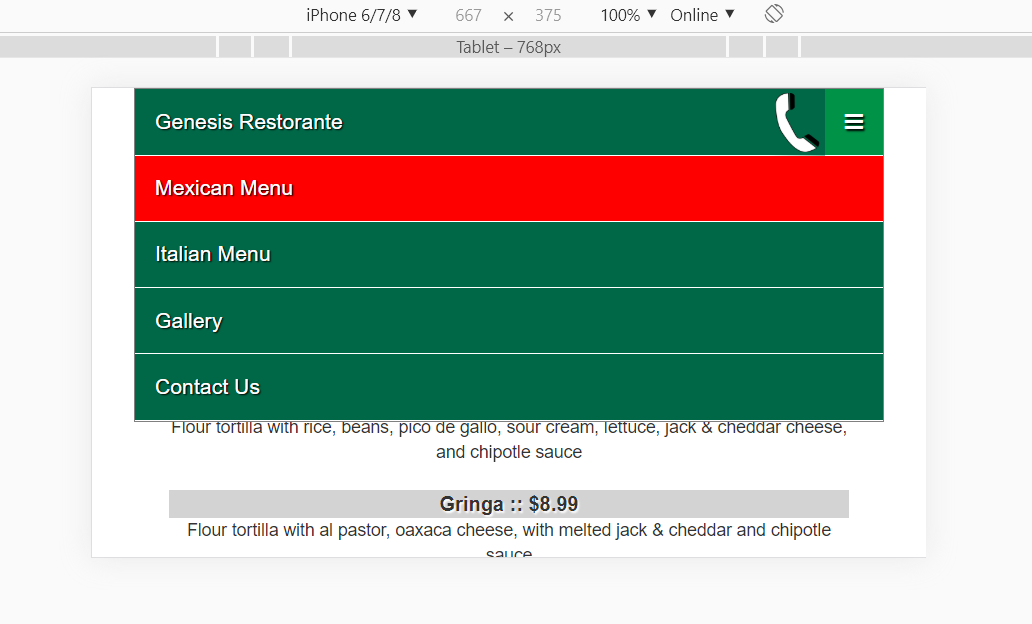 iPhone 6/7/8 ▼ 667 × 375 100% ▼ Online ▼
Tablet – 768px
Genesis Restorante
Mexican Menu
Italian Menu
Gallery
Contact Us
Flour tortilla with rice, beans, pico de gallo, sour cream, lettuce, jack & cheddar cheese,
and chipotle sauce
Gringa :: $8.99
Flour tortilla with al pastor, oaxaca cheese, with melted jack & cheddar and chipotle
sauce